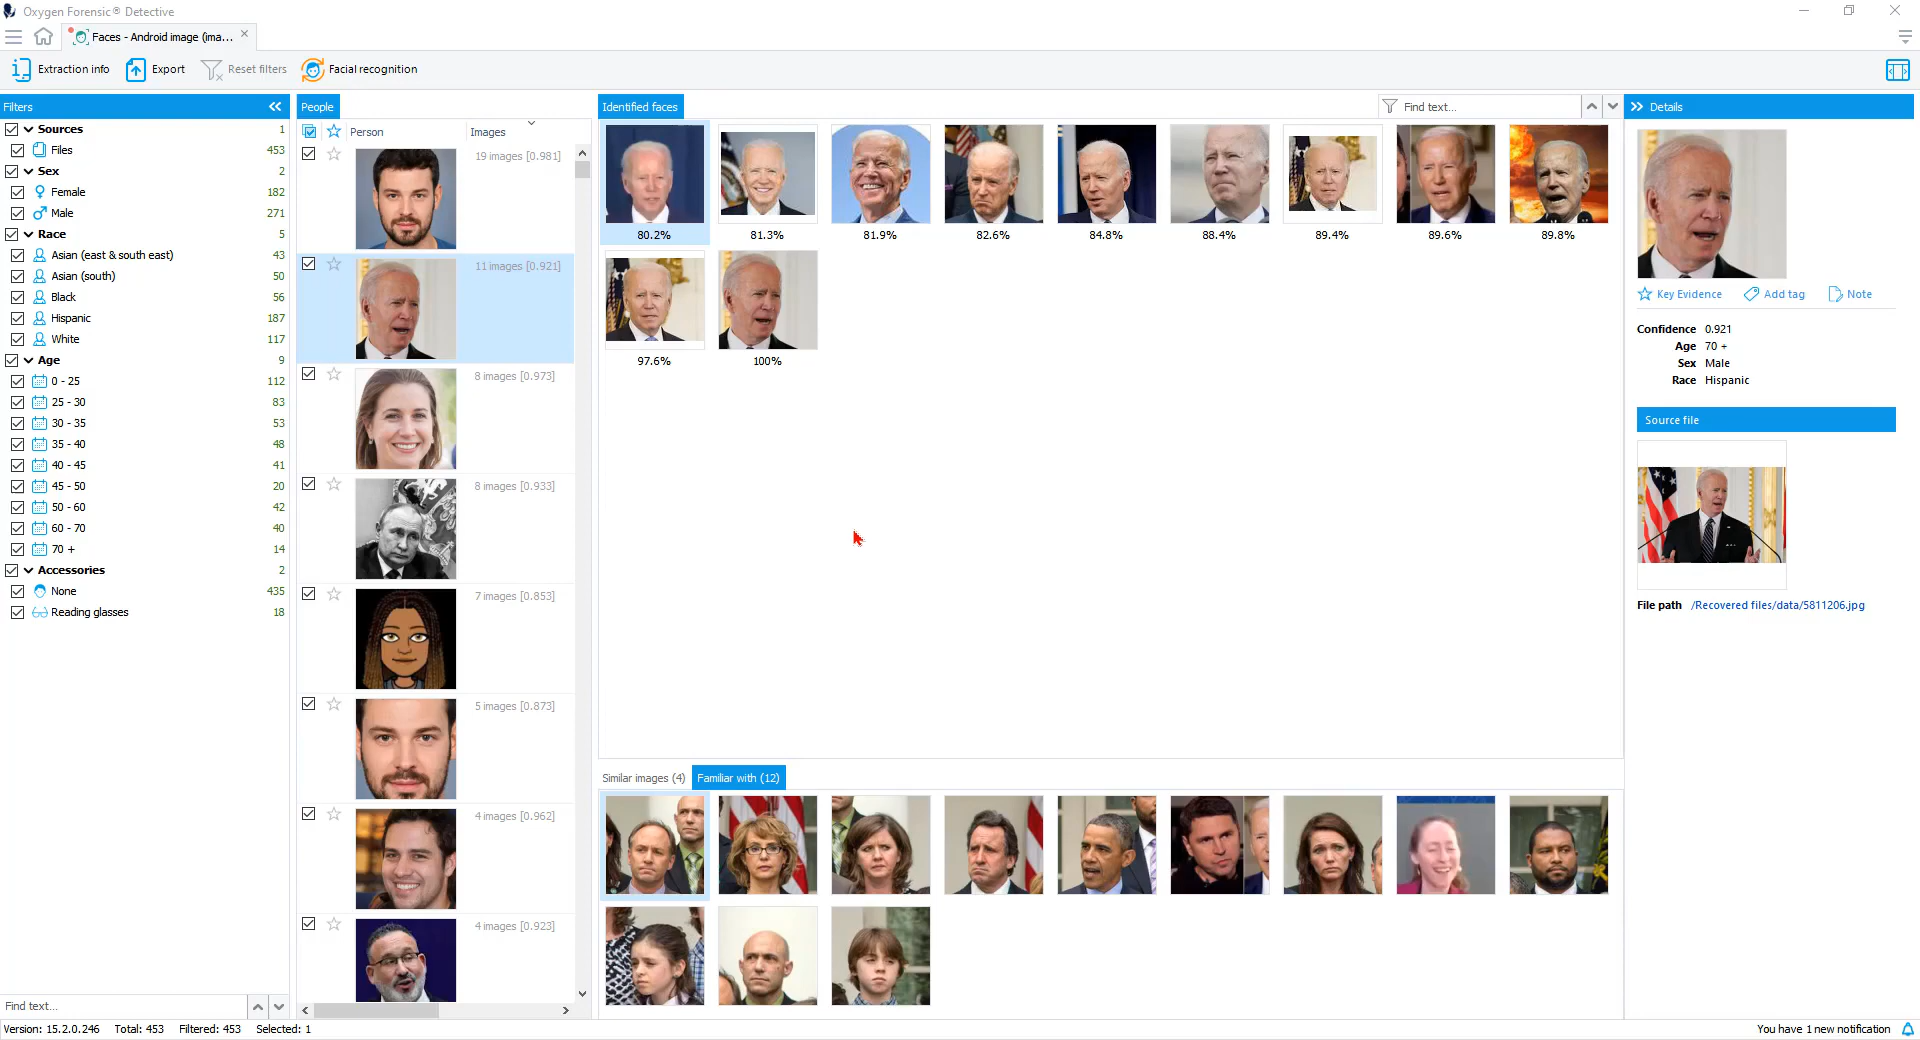 Oxygen Forensic® Detective
Faces - Android image (ima...
Extraction info
Export
Reset filters
Facial recognition
Filters
Sources 1
Files 453
Sex 2
Female 182
Male 271
Race 5
Asian (east & south east) 43
Asian (south) 50
Black 56
Hispanic 187
White 117
Age 9
0 - 25 112
25 - 30 83
30 - 35 53
35 - 40 48
40 - 45 41
45 - 50 20
50 - 60 42
60 - 70 40
70 + 14
Accessories 2
None 435
Reading glasses 18
Find text...
People
Person Images
19 images [0.981]
11 images [0.921]
8 images [0.973]
8 images [0.933]
7 images [0.853]
5 images [0.873]
4 images [0.962]
4 images [0.923]
Identified faces
Find text...
80.2% 81.3% 81.9% 82.6% 84.8% 88.4% 89.4% 89.6% 89.8%
97.6% 100%
Similar images (4) Familiar with (12)
Details
Key Evidence Add tag Note
Confidence 0.921
Age 70 +
Sex Male
Race Hispanic
Source file
File path /Recovered files/data/5811206.jpg
Version: 15.2.0.246 Total: 453 Filtered: 453 Selected: 1
You have 1 new notification